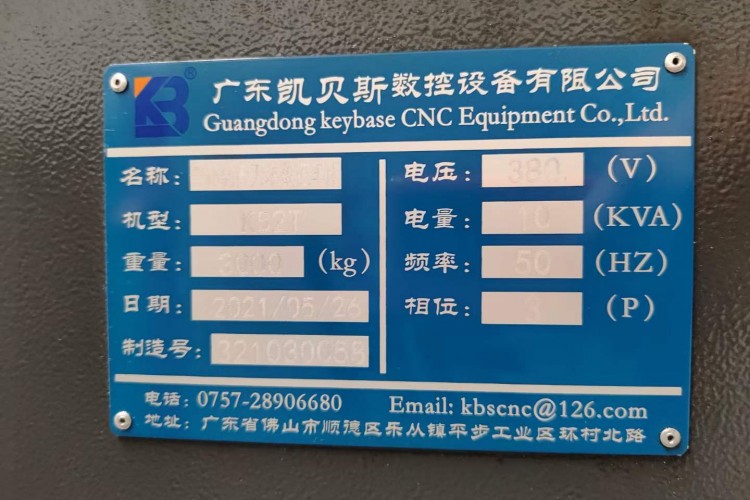 KB®
广东凯贝斯数控设备有限公司
Guangdong keybase CNC Equipment Co.,Ltd.
名称：
机型：
重量： 3000 (kg)
日期： 2021/05/26
制造号：
电压： 380. (V)
电量： 10 (KVA)
频率： 50 (HZ)
相位： 3 (P)
电话：0757-28906680 Email: kbscnc@126.com
地址：广东省佛山市顺德区乐从镇平步工业区环村北路